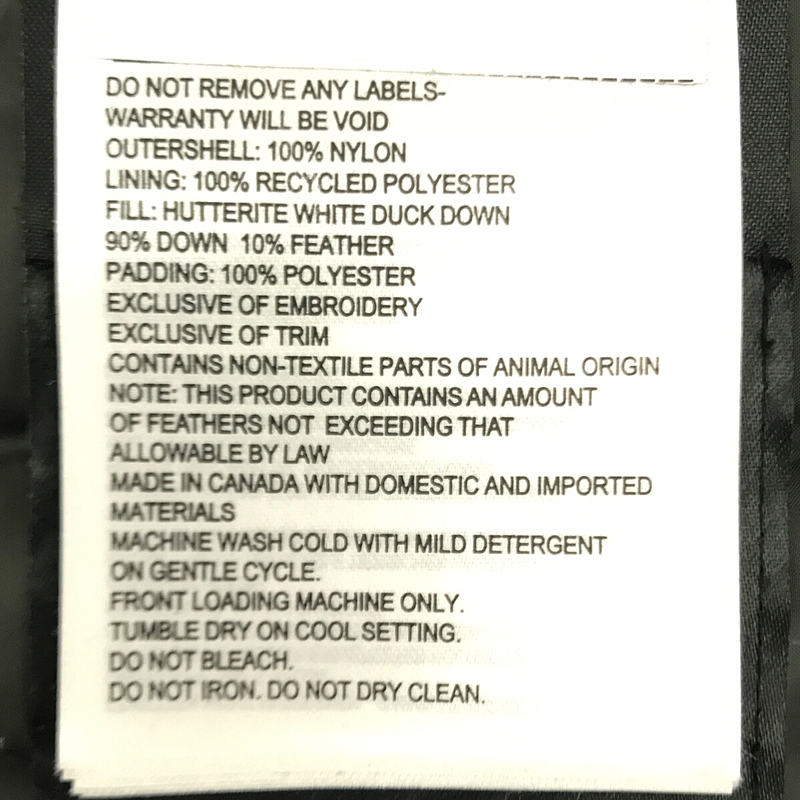 DO NOT REMOVE ANY LABELS-
WARRANTY WILL BE VOID
OUTERSHELL: 100% NYLON
LINING: 100% RECYCLED POLYESTER
FILL: HUTTERITE WHITE DUCK DOWN
90% DOWN 10% FEATHER
PADDING: 100% POLYESTER
EXCLUSIVE OF EMBROIDERY
EXCLUSIVE OF TRIM
CONTAINS NON-TEXTILE PARTS OF ANIMAL ORIGIN
NOTE: THIS PRODUCT CONTAINS AN AMOUNT
OF FEATHERS NOT EXCEEDING THAT
ALLOWABLE BY LAW
MADE IN CANADA WITH DOMESTIC AND IMPORTED
MATERIALS
MACHINE WASH COLD WITH MILD DETERGENT
ON GENTLE CYCLE.
FRONT LOADING MACHINE ONLY.
TUMBLE DRY ON COOL SETTING.
DO NOT BLEACH.
DO NOT IRON. DO NOT DRY CLEAN.